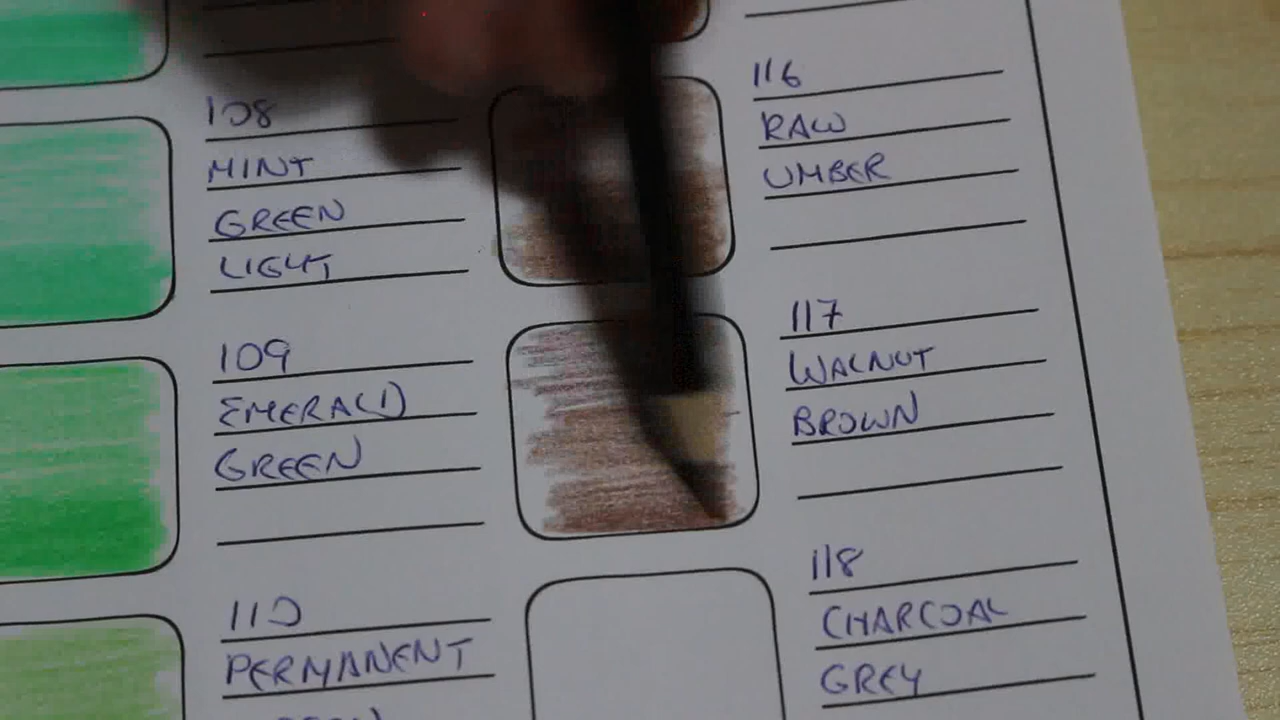 108
MINT
GREEN
LIGHT
109
EMERALD
GREEN
110
PERMANENT
116
RAW
UMBER
117
WALNUT
BROWN
118
CHARCOAL
GREY